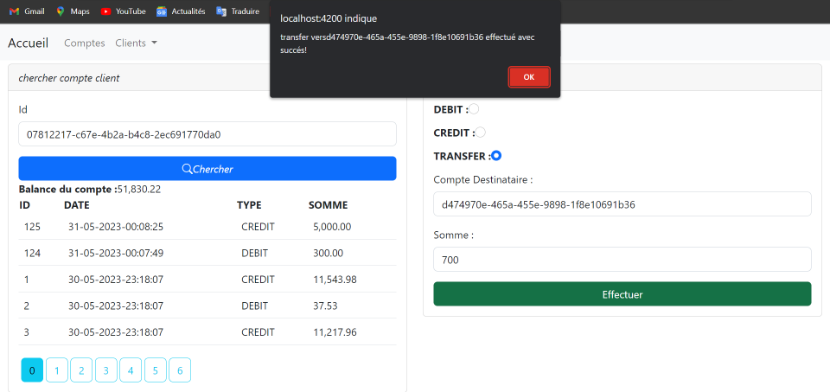 Gmail Maps YouTube Actualités Traduire
localhost:4200 indique
transfer versd474970e-465a-455e-9898-1f8e10691b36 effectué avec
succés!
OK
Accueil Comptes Clients
chercher compte client
Id
07812217-c67e-4b2a-b4c8-2ec691770da0
Chercher
Balance du compte :51,830.22
ID DATE TYPE SOMME
125 31-05-2023-00:08:25 CREDIT 5,000.00
124 31-05-2023-00:07:49 DEBIT 300.00
1 30-05-2023-23:18:07 CREDIT 11,543.98
2 30-05-2023-23:18:07 DEBIT 37.53
3 30-05-2023-23:18:07 CREDIT 11,217.96
0 1 2 3 4 5 6
DEBIT :
CREDIT :
TRANSFER :
Compte Destinataire :
d474970e-465a-455e-9898-1f8e10691b36
Somme :
700
Effectuer